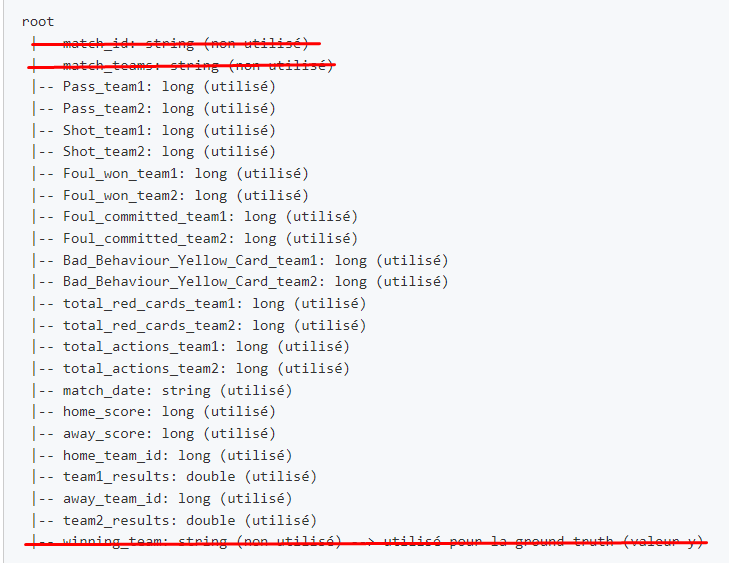 root
|-- match_id: string (non utilisé)
|-- match_teams: string (non utilisé)
|-- Pass_team1: long (utilisé)
|-- Pass_team2: long (utilisé)
|-- Shot_team1: long (utilisé)
|-- Shot_team2: long (utilisé)
|-- Foul_won_team1: long (utilisé)
|-- Foul_won_team2: long (utilisé)
|-- Foul_committed_team1: long (utilisé)
|-- Foul_committed_team2: long (utilisé)
|-- Bad_Behaviour_Yellow_Card_team1: long (utilisé)
|-- Bad_Behaviour_Yellow_Card_team2: long (utilisé)
|-- total_red_cards_team1: long (utilisé)
|-- total_red_cards_team2: long (utilisé)
|-- total_actions_team1: long (utilisé)
|-- total_actions_team2: long (utilisé)
|-- match_date: string (utilisé)
|-- home_score: long (utilisé)
|-- away_score: long (utilisé)
|-- home_team_id: long (utilisé)
|-- team1_results: double (utilisé)
|-- away_team_id: long (utilisé)
|-- team2_results: double (utilisé)
|-- winning_team: string (non utilisé) --> utilisé pour la ground truth (valeur y)